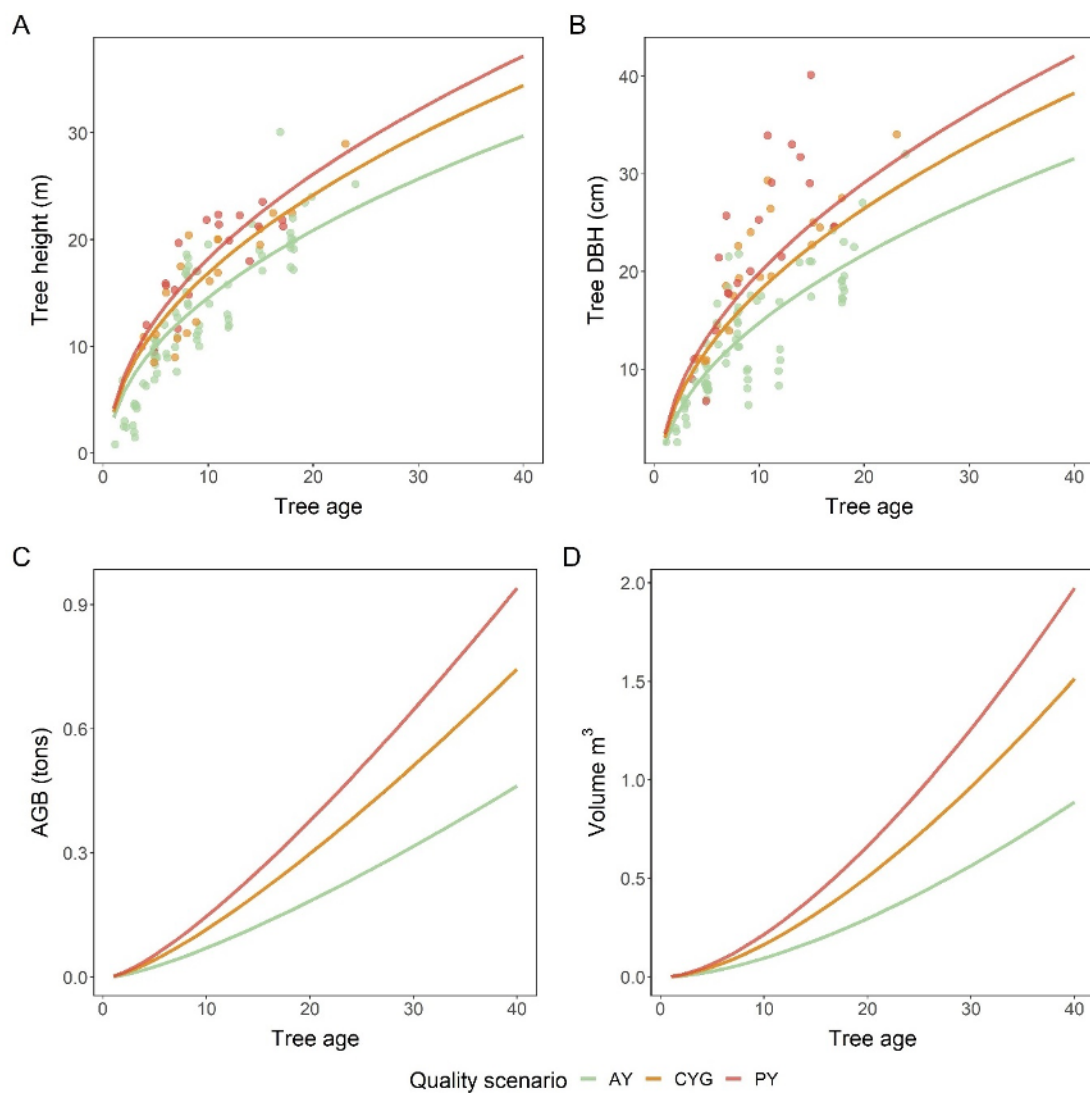 A
Tree height (m)
30
20
10
0
0 10 20 30 40
Tree age
B
Tree DBH (cm)
40
30
20
10
0 10 20 30 40
Tree age
C
AGB (tons)
0.9
0.6
0.3
0.0
0 10 20 30 40
Tree age
D
Volume m³
2.0
1.5
1.0
0.5
0.0
0 10 20 30 40
Tree age
Quality scenario AY CYG PY